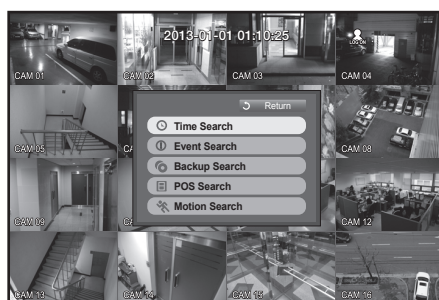 2013-01-01 01:10:25
LOG ON
CAM 01
CAM 02
CAM 03
CAM 04
Return
Time Search
Event Search
Backup Search
POS Search
Motion Search
CAM 05
CAM 08
CAM 09
CAM 12
CAM 13
CAM 14
CAM 15
CAM 16